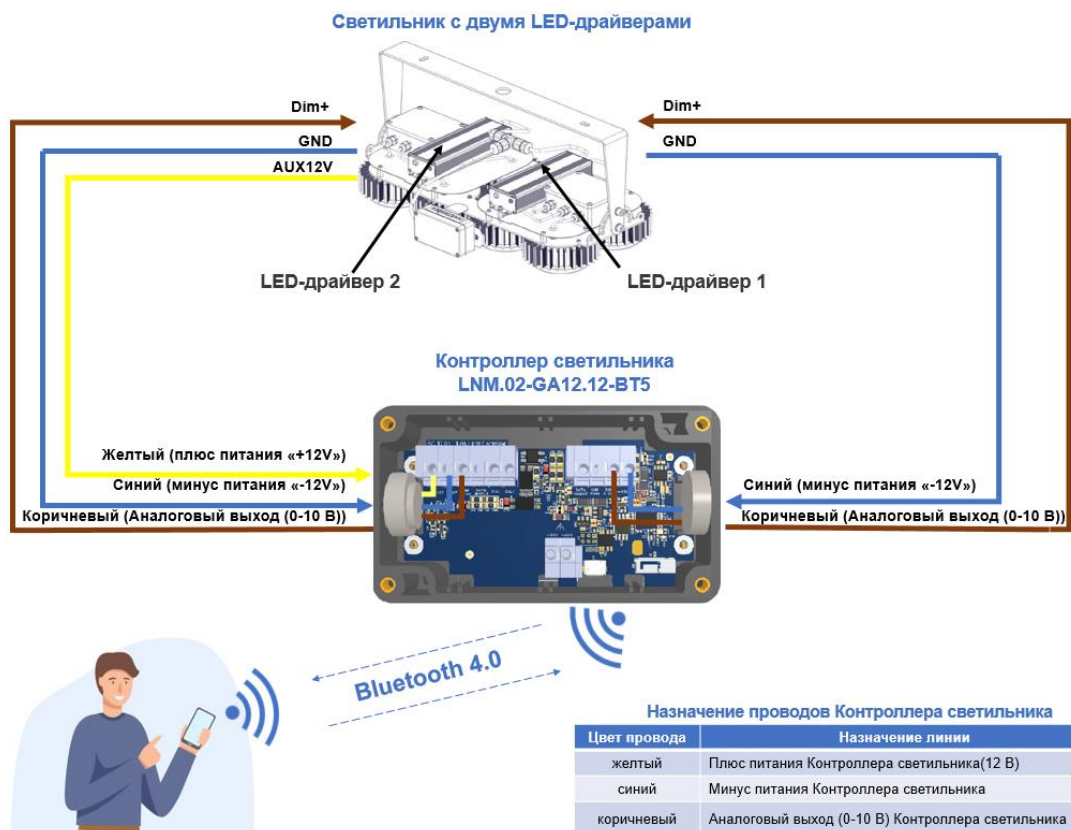 Светильник с двумя LED-драйверами
Dim+
Dim+
GND
GND
AUX12V
LED-драйвер 2
LED-драйвер 1
Контроллер светильника
LNM.02-GA12.12-BT5
Желтый (плюс питания «+12V»)
Синий (минус питания «-12V»)
Синий (минус питания «-12V»)
Коричневый (Аналоговый выход (0-10 В))
Коричневый (Аналоговый выход (0-10 В))
Bluetooth 4.0
Назначение проводов Контроллера светильника
Цвет провода Назначение линии
желтый Плюс питания Контроллера светильника(12 В)
синий Минус питания Контроллера светильника
коричневый Аналоговый выход (0-10 В) Контроллера светильника